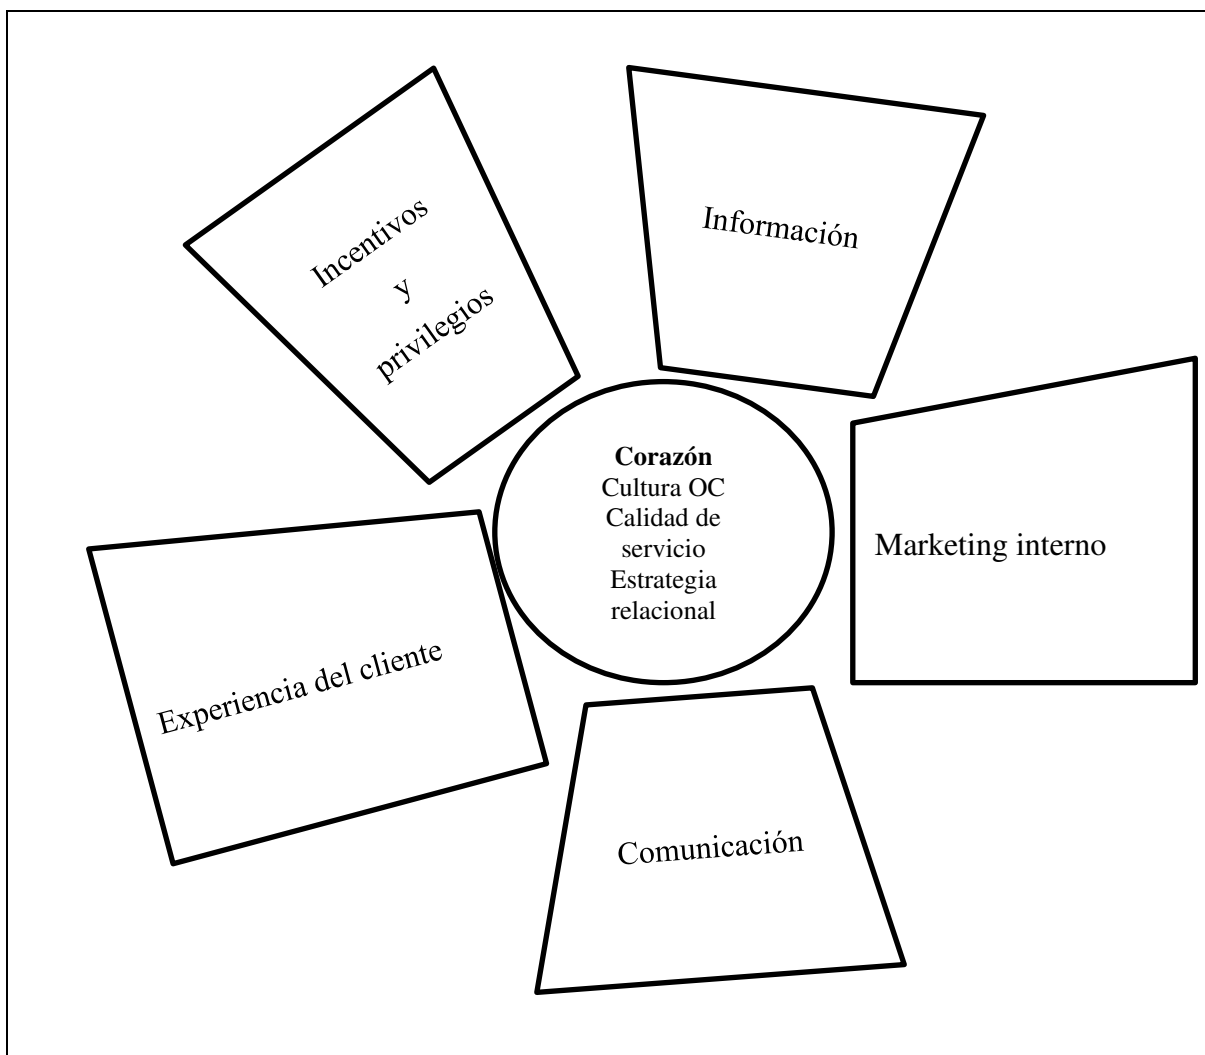 Incentivos
y
privilegios
Información
Corazón
Cultura OC
Calidad de
servicio
Estrategia
relacional
Marketing interno
Experiencia del cliente
Comunicación